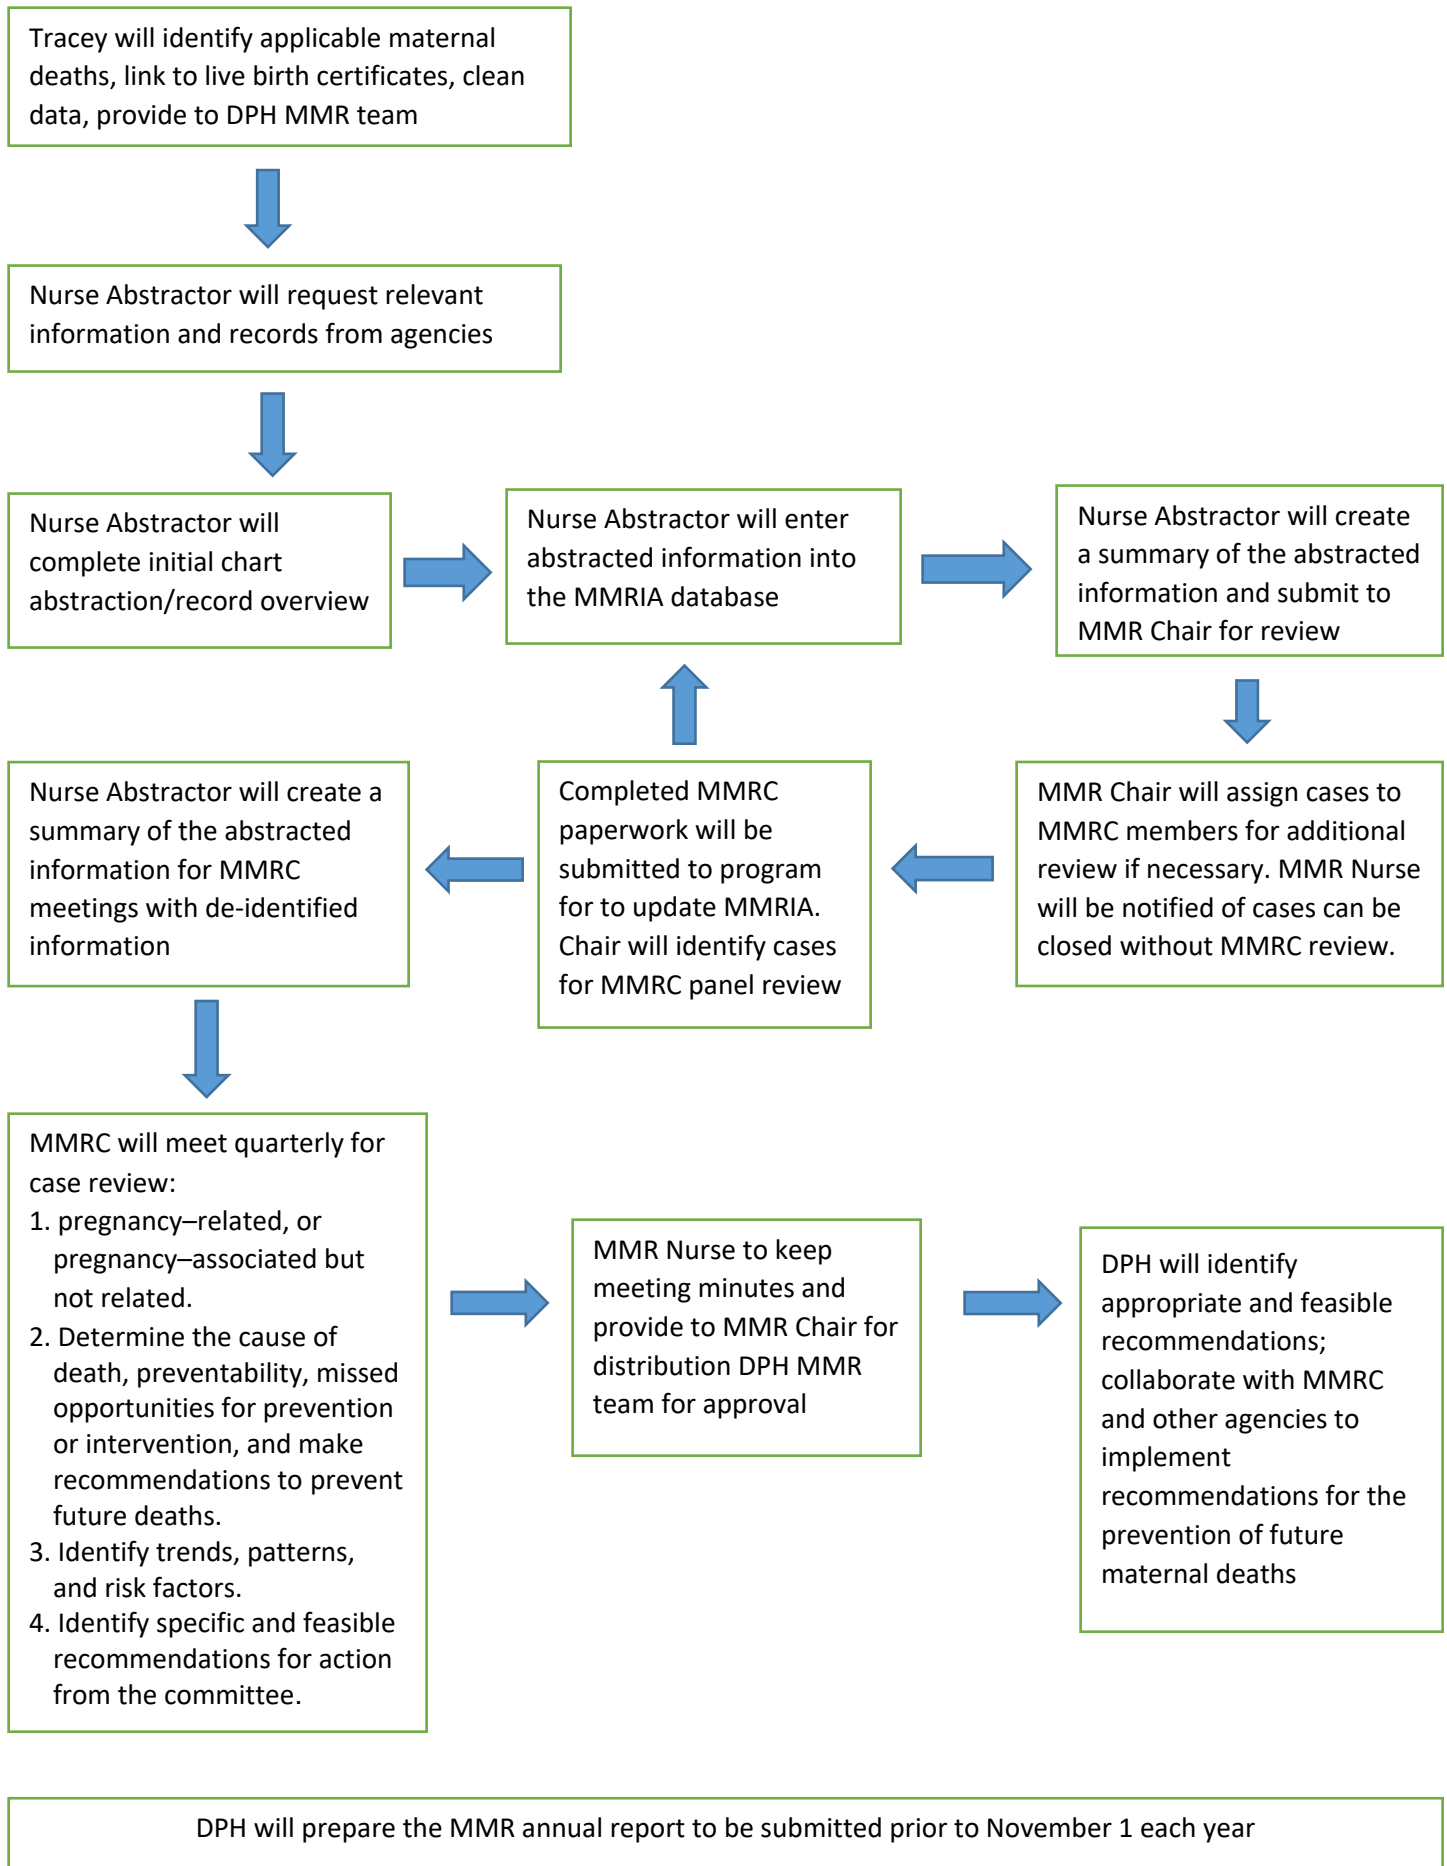 Tracey will identify applicable maternal
deaths, link to live birth certificates, clean
data, provide to DPH MMR team
Nurse Abstractor will request relevant
information and records from agencies
Nurse Abstractor will
complete initial chart
abstraction/record overview
Nurse Abstractor will enter
abstracted information into
the MMRIA database
Nurse Abstractor will create
a summary of the abstracted
information and submit to
MMR Chair for review
MMR Chair will assign cases to
MMRC members for additional
review if necessary. MMR Nurse
will be notified of cases can be
closed without MMRC review.
Completed MMRC
paperwork will be
submitted to program
for to update MMRIA.
Chair will identify cases
for MMRC panel review
Nurse Abstractor will create a
summary of the abstracted
information for MMRC
meetings with de-identified
information
MMRC will meet quarterly for
case review:
1. pregnancy–related, or
pregnancy–associated but
not related.
2. Determine the cause of
death, preventability, missed
opportunities for prevention
or intervention, and make
recommendations to prevent
future deaths.
3. Identify trends, patterns,
and risk factors.
4. Identify specific and feasible
recommendations for action
from the committee.
MMR Nurse to keep
meeting minutes and
provide to MMR Chair for
distribution DPH MMR
team for approval
DPH will identify
appropriate and feasible
recommendations;
collaborate with MMRC
and other agencies to
implement
recommendations for the
prevention of future
maternal deaths
DPH will prepare the MMR annual report to be submitted prior to November 1 each year